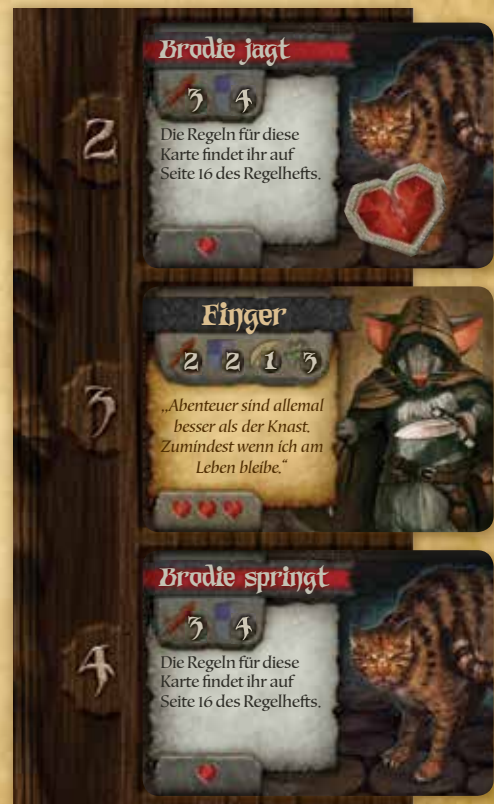 2
Brodie jagt
3 4
Die Regeln für diese
Karte findet ihr auf
Seite 16 des Regelhefts.
3
Finger
2 2 1 3
„Abenteuer sind allemal
besser als der Knast.
Zumindest wenn ich am
Leben bleibe.“
4
Brodie springt
3 4
Die Regeln für diese
Karte findet ihr auf
Seite 16 des Regelhefts.